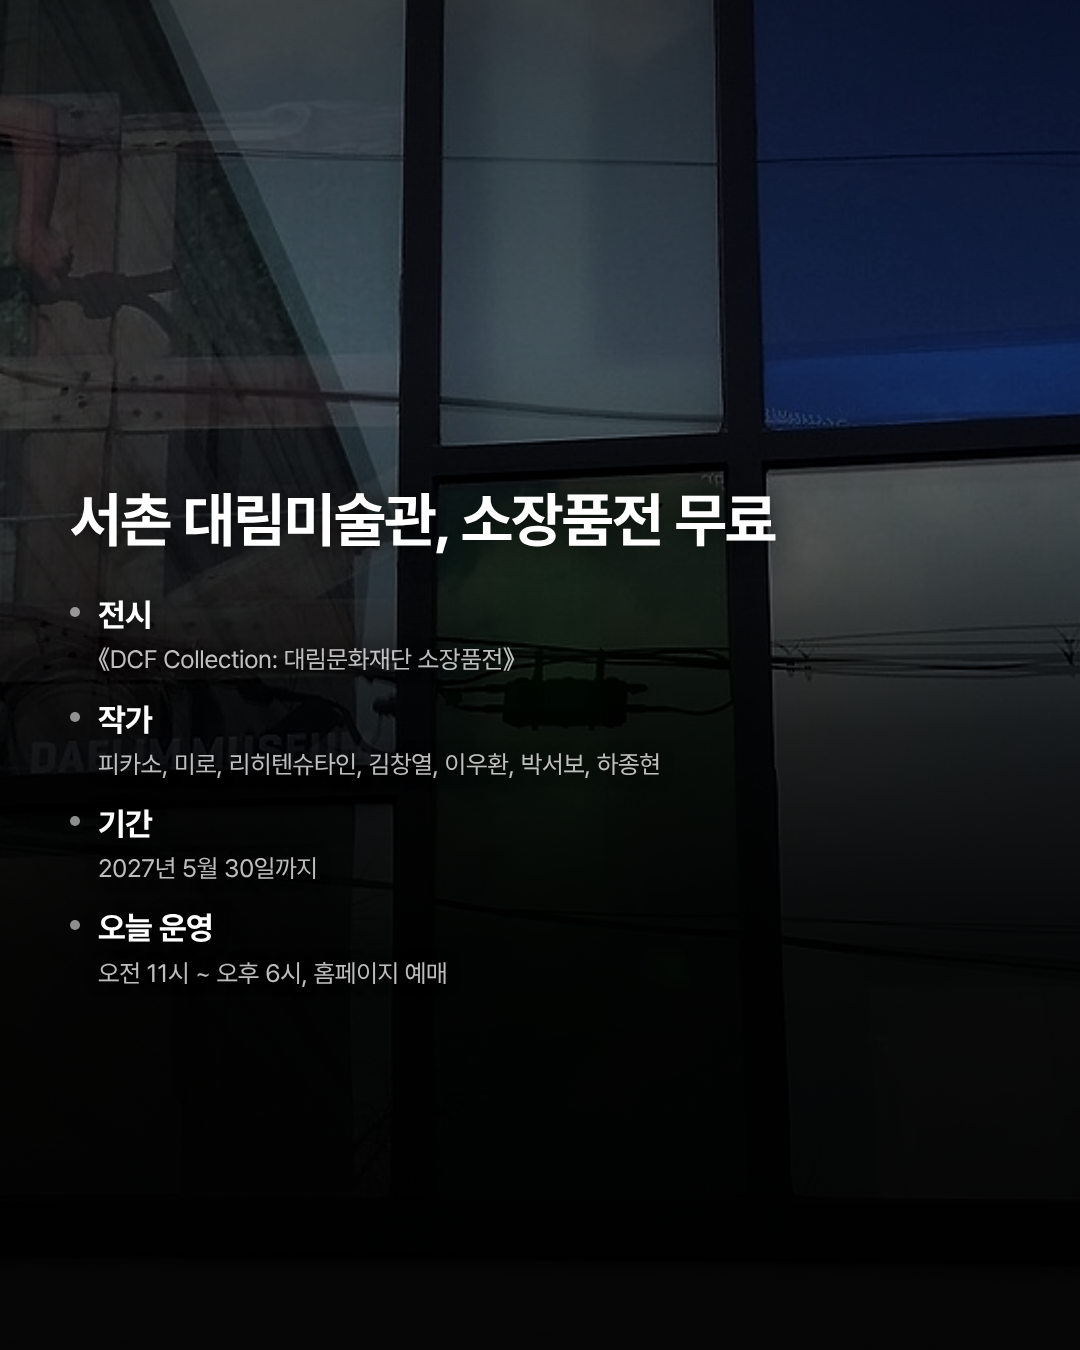 서촌 대림미술관, 소장품전 무료
전시
《DCF Collection: 대림문화재단 소장품전》
작가
피카소, 미로, 리히텐슈타인, 김창열, 이우환, 박서보, 하종현
기간
2027년 5월 30일까지
오늘 운영
오전 11시 ~ 오후 6시, 홈페이지 예매
DAELIM MUSEUM